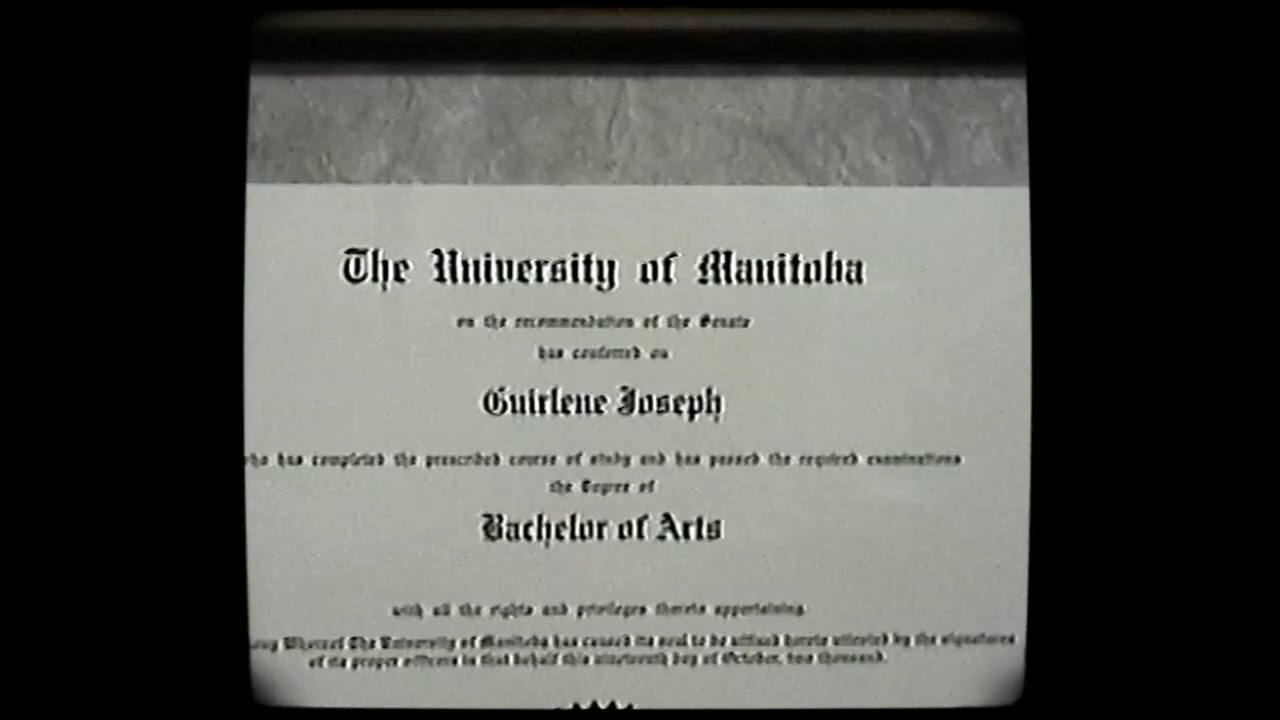 The University of Manitoba
on the recommendation of the Senate
has conferred on
Guirlene Joseph
who has completed the prescribed course of study and has passed the required examinations
the Degree of
Bachelor of Arts
with all the rights and privileges thereto appertaining.
Whereof The University of Manitoba has caused its seal to be affixed hereto attested by the signatures
of its proper officers in that behalf this nineteenth day of October, two thousand.